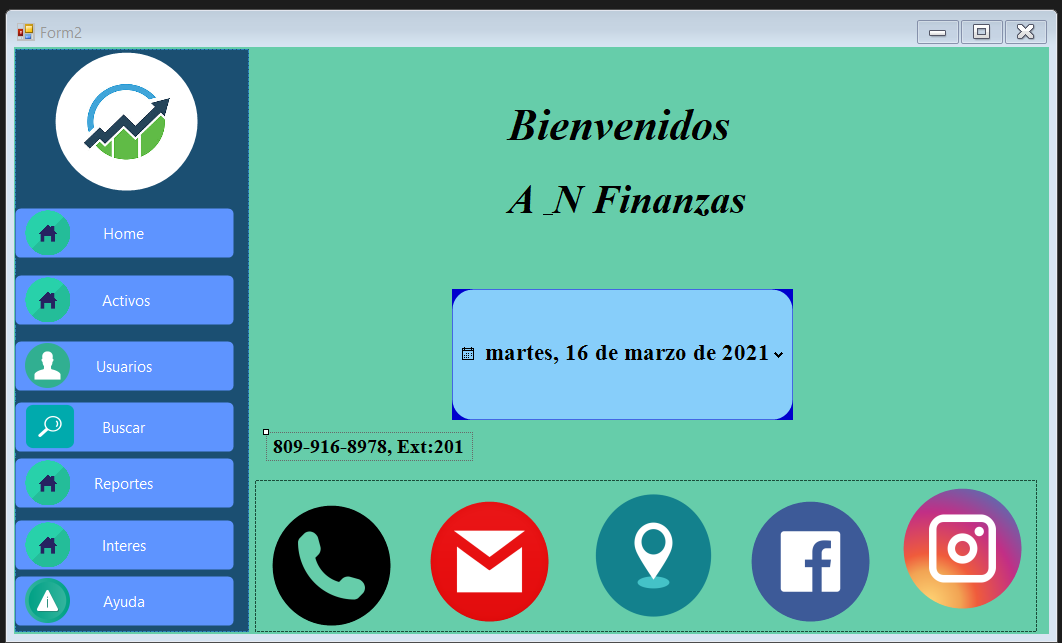 Form2
Bienvenidos
A _N Finanzas
Home
Activos
Usuarios
Buscar
Reportes
Interes
Ayuda
martes, 16 de marzo de 2021
809-916-8978, Ext:201